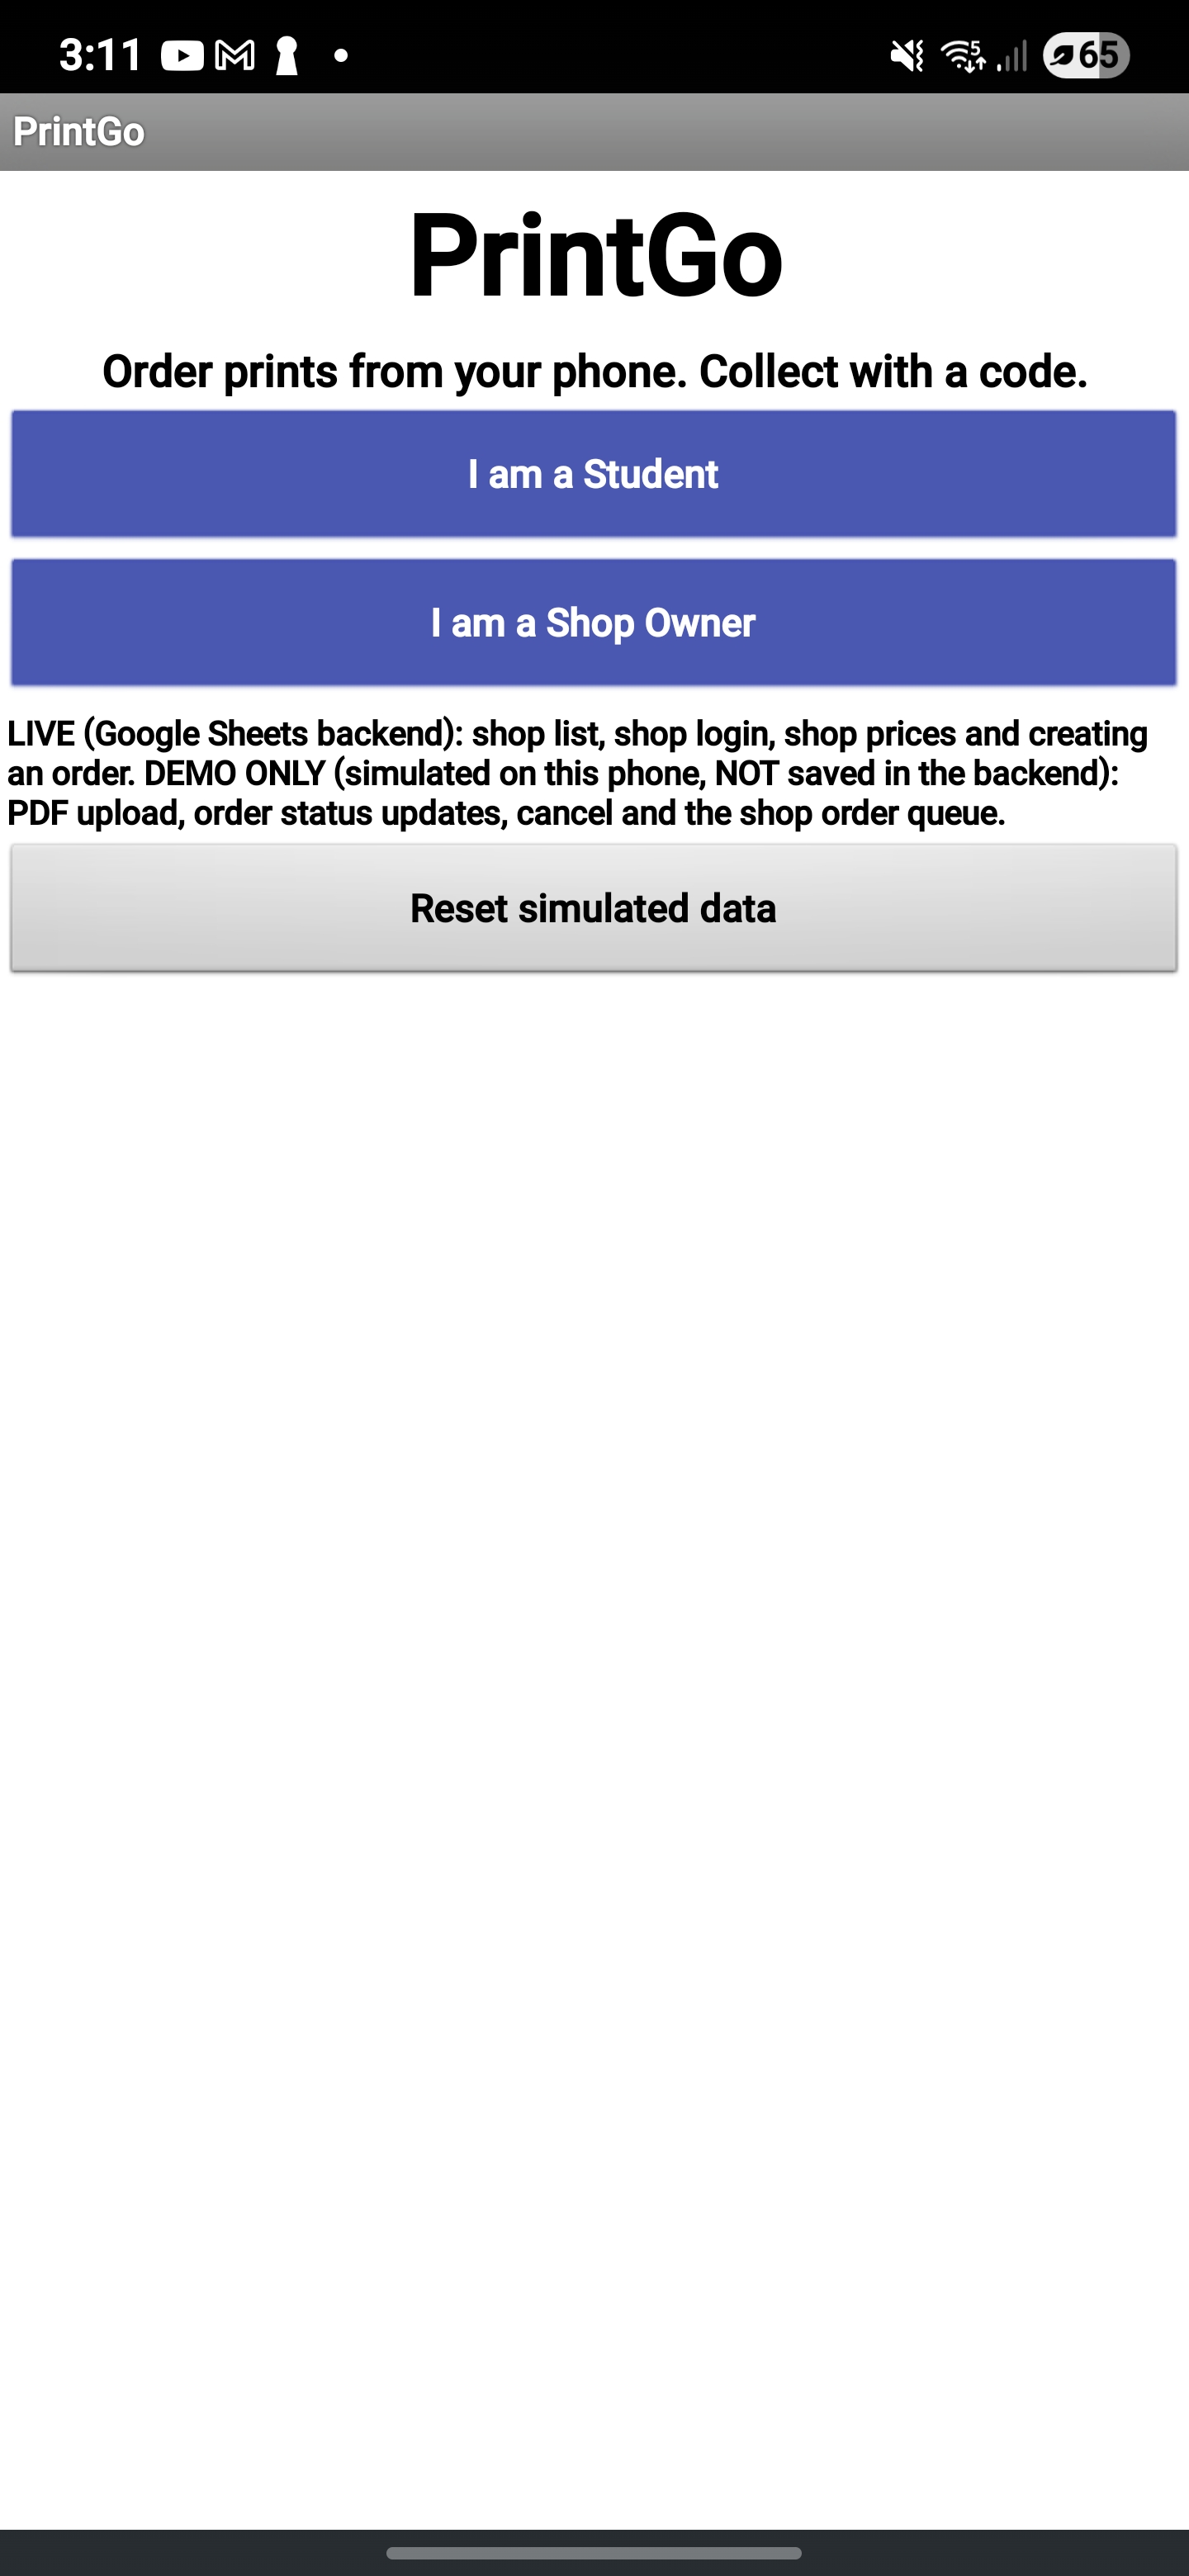 3:11
5
65
PrintGo
PrintGo
Order prints from your phone. Collect with a code.
I am a Student
I am a Shop Owner
LIVE (Google Sheets backend): shop list, shop login, shop prices and creating
an order. DEMO ONLY (simulated on this phone, NOT saved in the backend):
PDF upload, order status updates, cancel and the shop order queue.
Reset simulated data